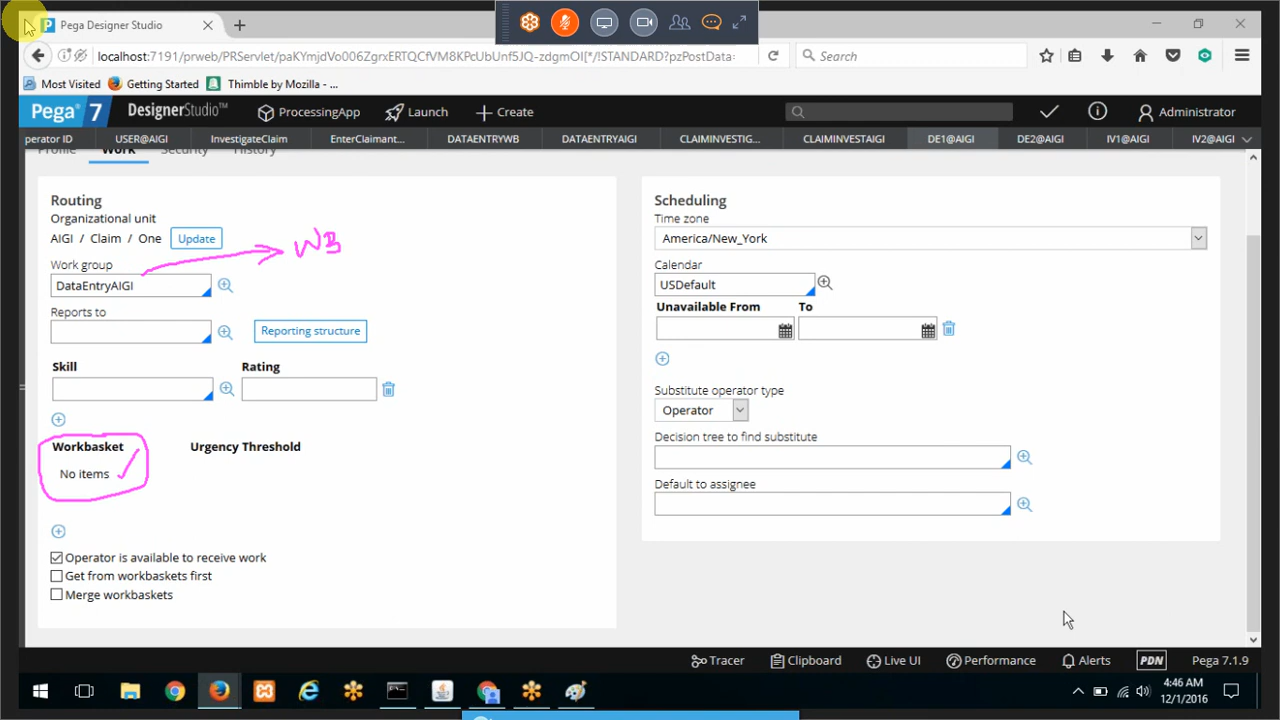 Pega Designer Studio
localhost:7191/prweb/PRServlet/paKYmjdVo006ZgrxERTQCfVM8KPcUbUnf5JQ-zdgmOI[*/!STANDARD?pzPostData=
Search
Most Visited
Getting Started
Thimble by Mozilla - ...
Pega 7
DesignerStudio™
ProcessingApp
Launch
Create
Administrator
perator ID
USER@AIGI
InvestigateClaim
EnterClaimant...
DATAENTRYWB
DATAENTRYAIGI
CLAIMINVESTIG...
CLAIMINVESTAIGI
DE1@AIGI
DE2@AIGI
IV1@AIGI
IV2@AIGI
Profile
Work
Security
History
Routing
Organizational unit
AIGI / Claim / One
Update
WB
Work group
DataEntryAIGI
Reports to
Reporting structure
Skill
Rating
Workbasket
Urgency Threshold
No items
Operator is available to receive work
Get from workbaskets first
Merge workbaskets
Scheduling
Time zone
America/New_York
Calendar
USDefault
Unavailable From
To
Substitute operator type
Operator
Decision tree to find substitute
Default to assignee
Tracer
Clipboard
Live UI
Performance
Alerts
PDN
Pega 7.1.9
4:46 AM
12/1/2016